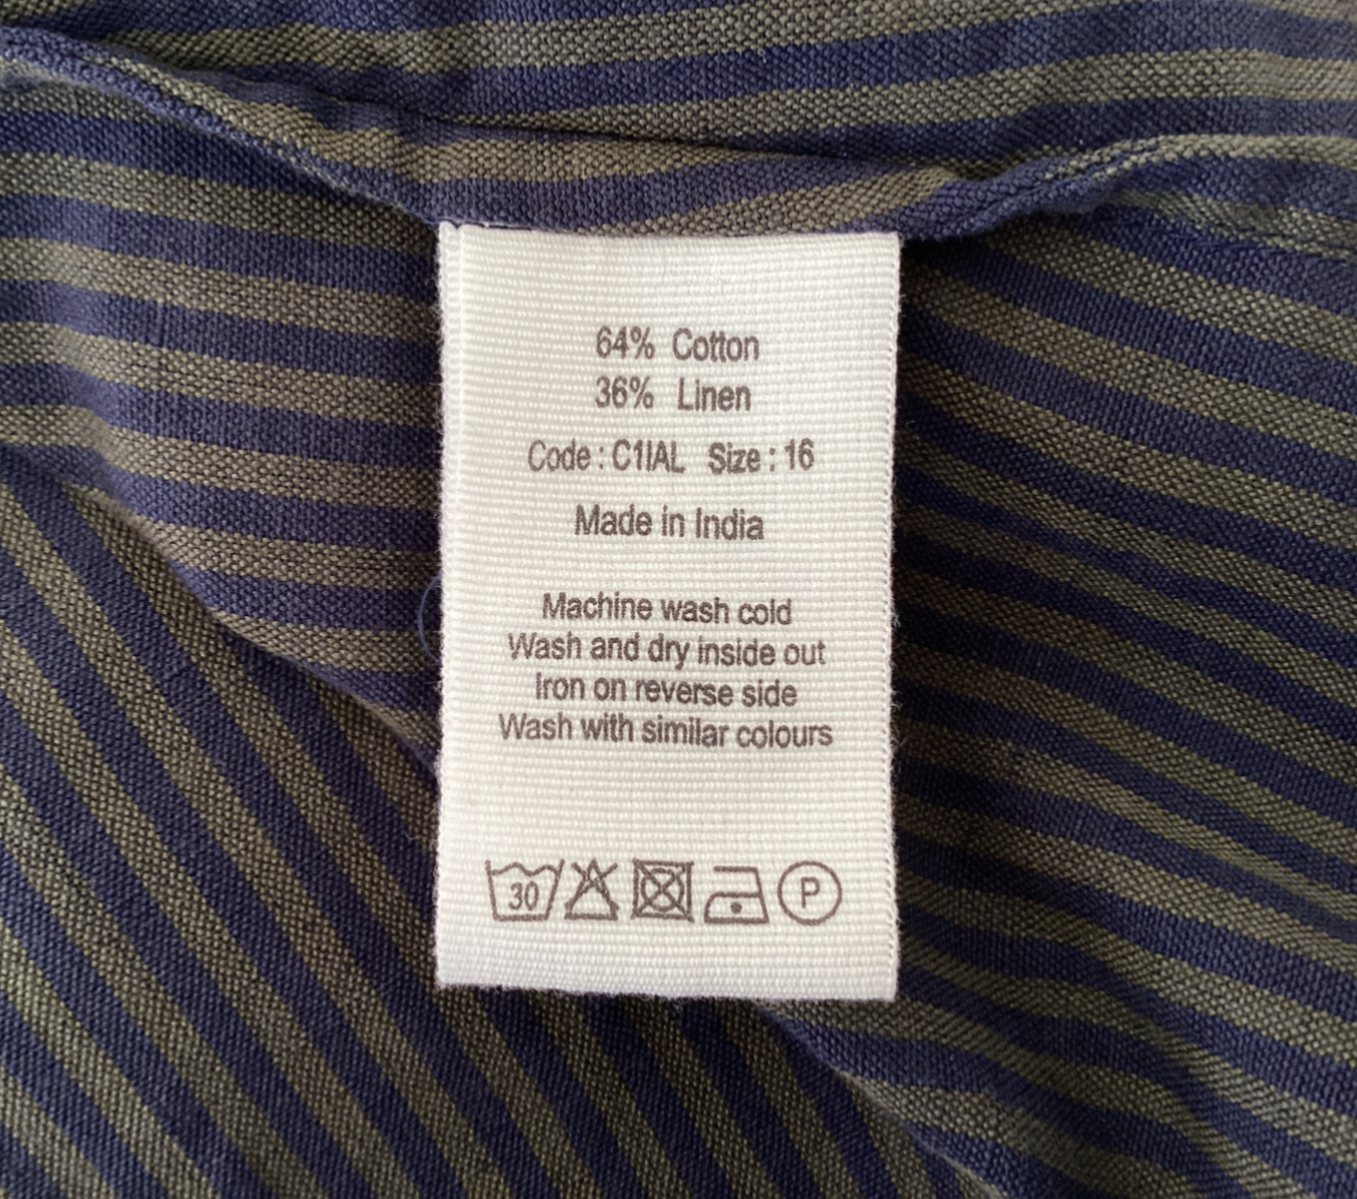 64% Cotton
36% Linen
Code : C1IAL Size : 16
Made in India
Machine wash cold
Wash and dry inside out
Iron on reverse side
Wash with similar colours
30 P